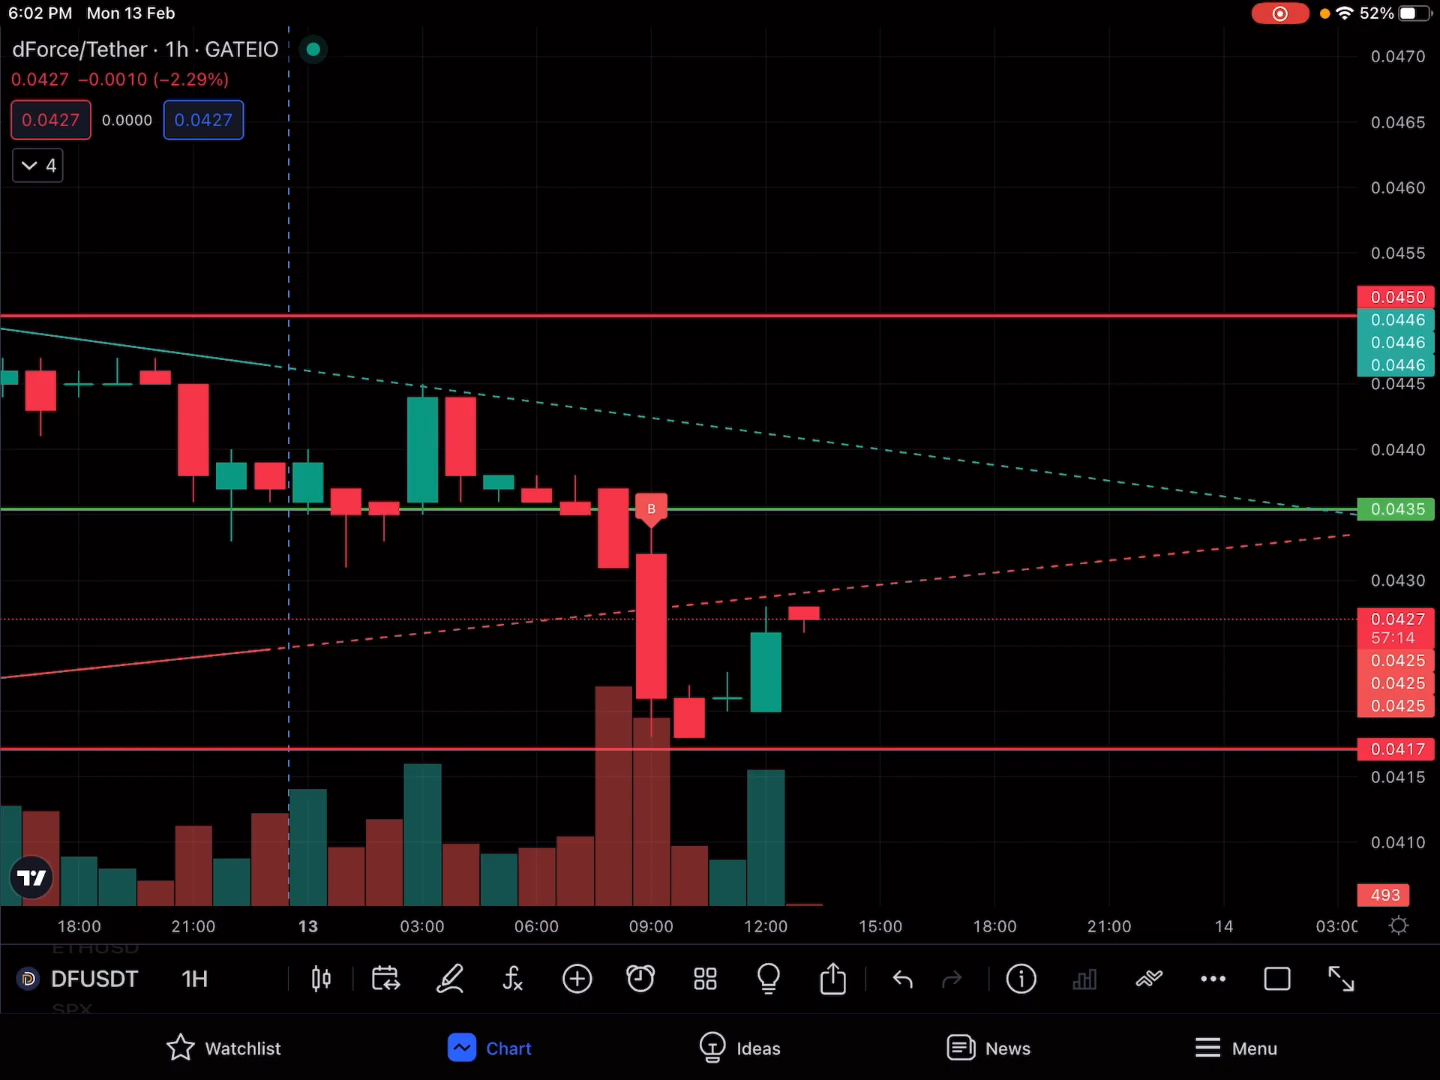 6:02 PM Mon 13 Feb 52%
dForce/Tether · 1h · GATEIO
0.0427 −0.0010 (−2.29%)
0.0427 0.0000 0.0427
4
0.0470
0.0465
0.0460
0.0455
0.0450
0.0446
0.0446
0.0446
0.0445
0.0440
B
0.0435
0.0430
0.0427
57:14
0.0425
0.0425
0.0425
0.0417
0.0415
0.0410
493
18:00 21:00 13 03:00 06:00 09:00 12:00 15:00 18:00 21:00 14 03:00
ETHUSD
DFUSDT 1H
SPX
Watchlist Chart Ideas News Menu